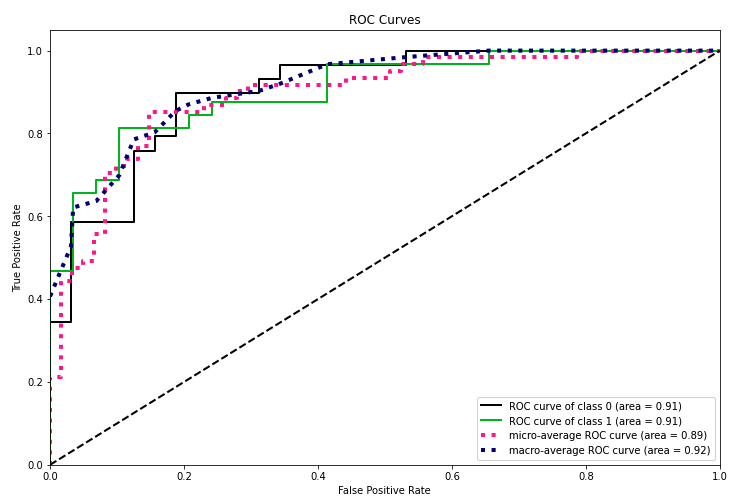 ROC Curves
1.0
0.8
0.6
0.4
0.2
0.0
True Positive Rate
0.0 0.2 0.4 0.6 0.8 1.0
False Positive Rate
ROC curve of class 0 (area = 0.91)
ROC curve of class 1 (area = 0.91)
micro-average ROC curve (area = 0.89)
macro-average ROC curve (area = 0.92)